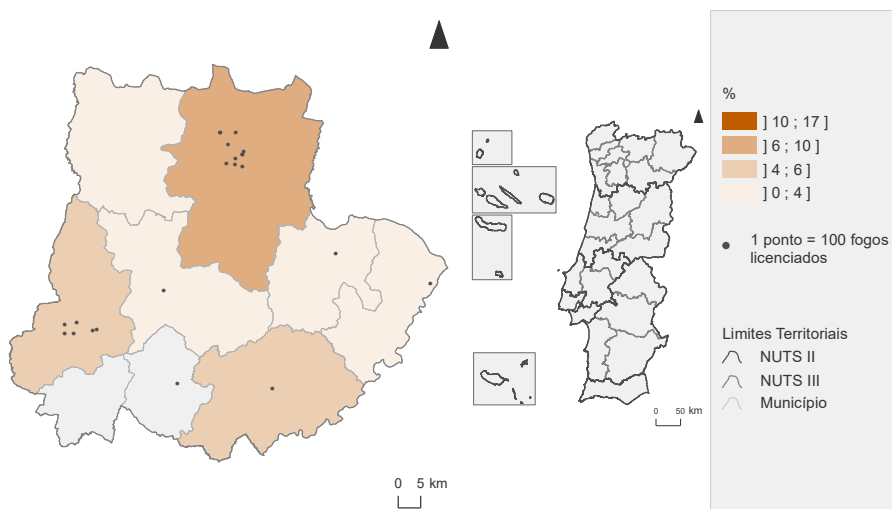 %
] 10 ; 17 ]
] 6 ; 10 ]
] 4 ; 6 ]
] 0 ; 4 ]
1 ponto = 100 fogos
licenciados
Limites Territoriais
NUTS II
NUTS III
Município
0 50 km
0 5 km